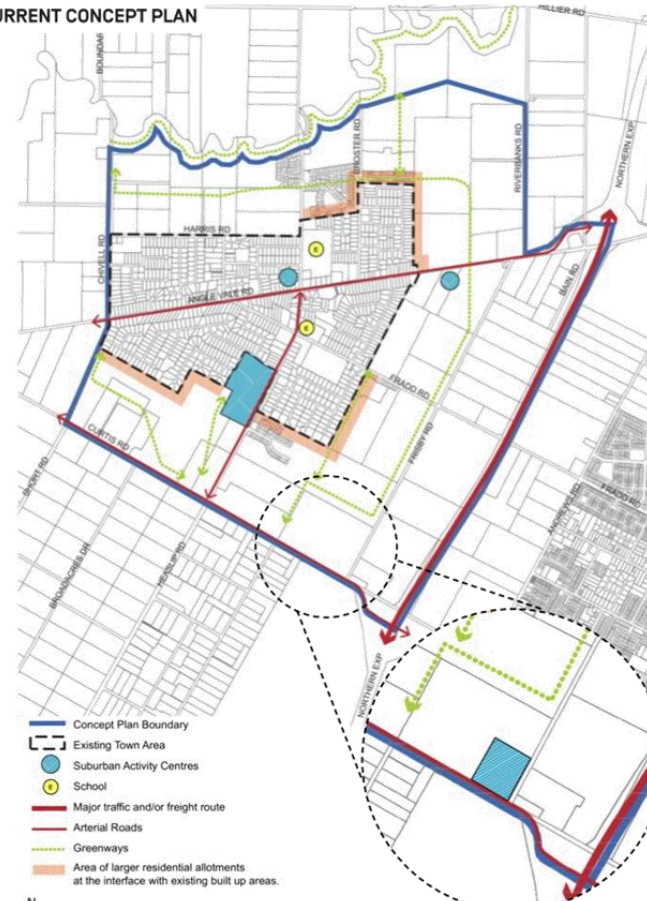 URRENT CONCEPT PLAN
HILLIER RD
BOUNDAR
RIVERBANKS RD
NORTHERN EXP
HARRIS RD
CHIVELL RD
E
BAIN RD
ANGLE VALE RD
E
FRADD RD
FRISBY RD
CURTIS RD
SHORT RD
ANDREWS RD
FRADD RD
HEASLIP RD
BROADACRES DR
NORTHERN EXP
Concept Plan Boundary
Existing Town Area
Suburban Activity Centres
E School
Major traffic and/or freight route
Arterial Roads
Greenways
Area of larger residential allotments
at the interface with existing built up areas.